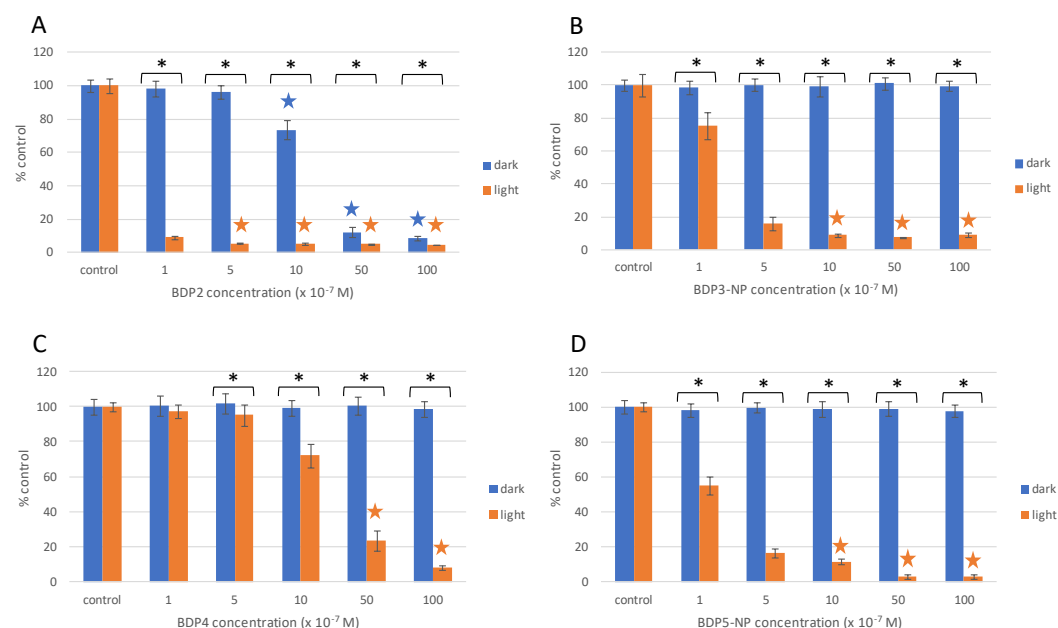 A
120
100
80
60
40
20
0
% control
* * * * *
control 1 5 10 50 100
BDP2 concentration (x 10⁻⁷ M)
dark
light
B
120
100
80
60
40
20
0
% control
* * * * *
control 1 5 10 50 100
BDP3-NP concentration (x 10⁻⁷ M)
dark
light
C
120
100
80
60
40
20
0
% control
* * * *
control 1 5 10 50 100
BDP4 concentration (x 10⁻⁷ M)
dark
light
D
120
100
80
60
40
20
0
% control
* * * * *
control 1 5 10 50 100
BDP5-NP concentration (x 10⁻⁷ M)
dark
light